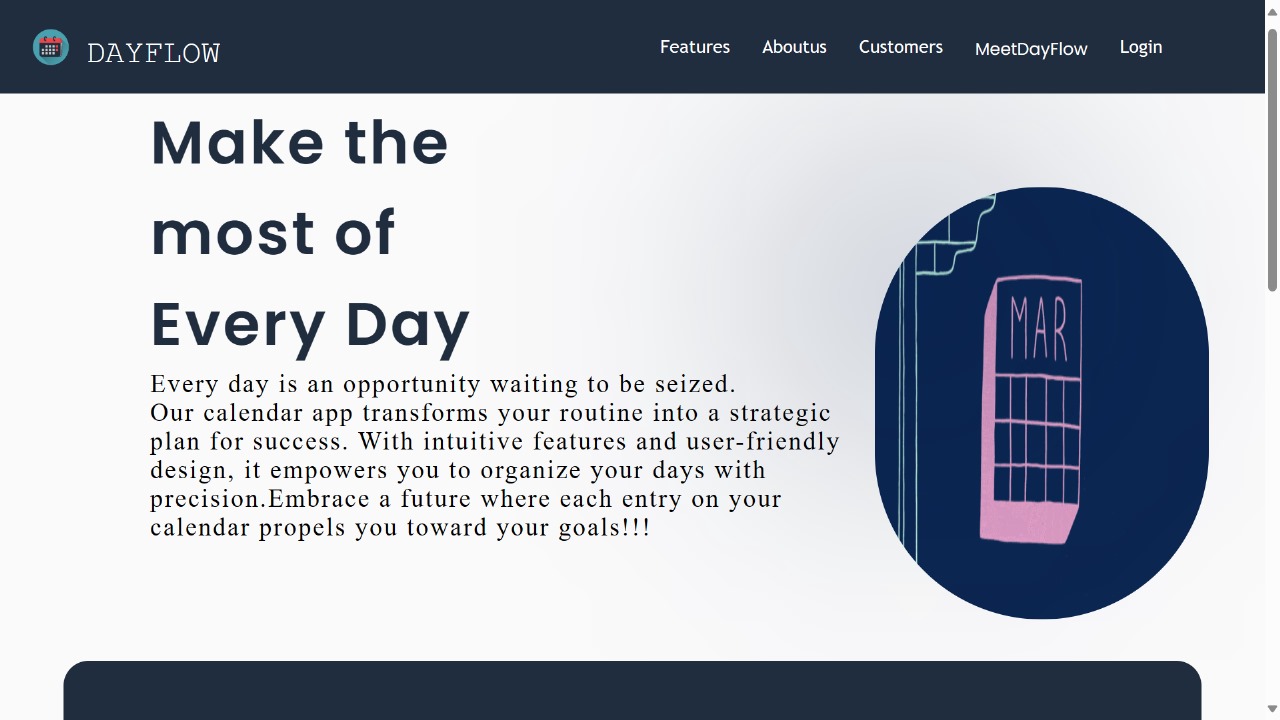 DAYFLOW
Features
Aboutus
Customers
MeetDayFlow
Login
Make the
most of
Every Day
Every day is an opportunity waiting to be seized.
Our calendar app transforms your routine into a strategic
plan for success. With intuitive features and user-friendly
design, it empowers you to organize your days with
precision.Embrace a future where each entry on your
calendar propels you toward your goals!!!
MAR